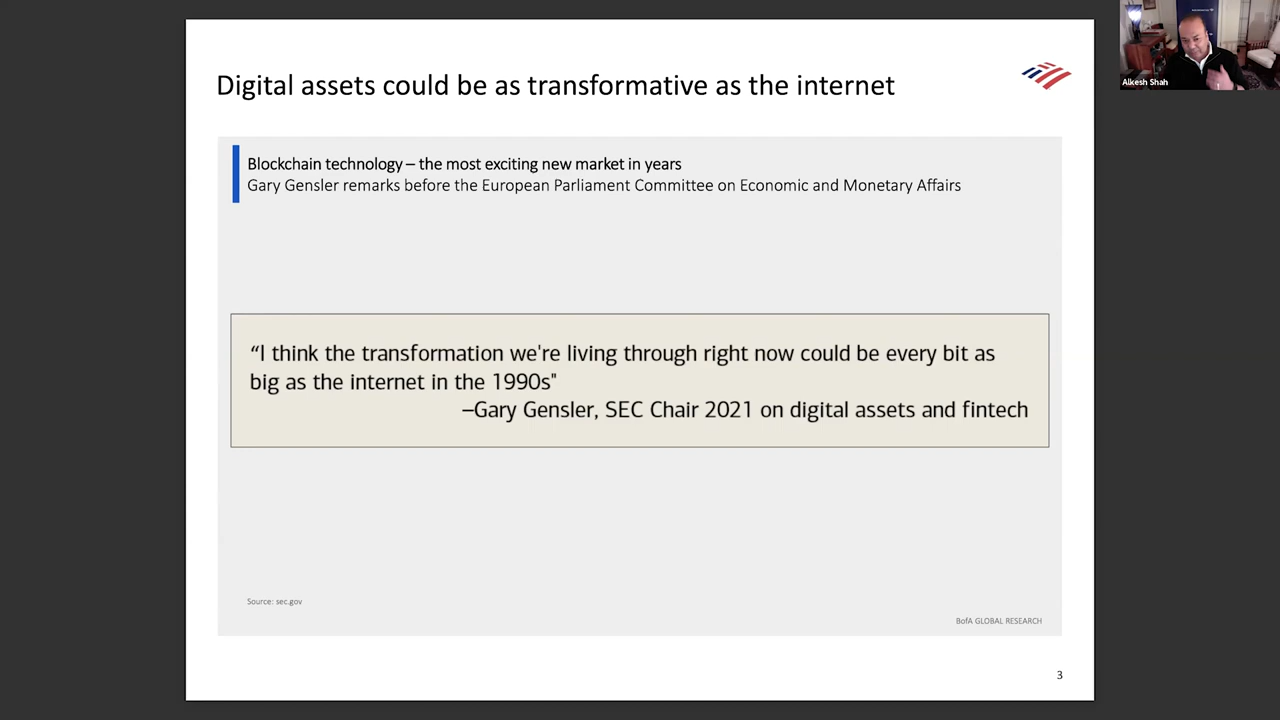 Digital assets could be as transformative as the internet
Alkesh Shah
Blockchain technology – the most exciting new market in years
Gary Gensler remarks before the European Parliament Committee on Economic and Monetary Affairs
“I think the transformation we're living through right now could be every bit as
big as the internet in the 1990s"
–Gary Gensler, SEC Chair 2021 on digital assets and fintech
Source: sec.gov
BofA GLOBAL RESEARCH
3